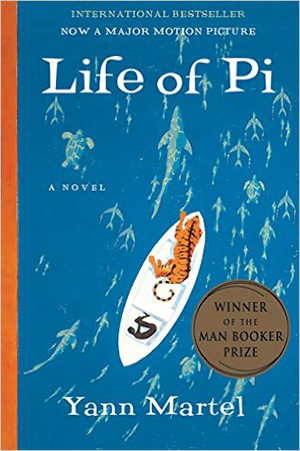 INTERNATIONAL BESTSELLER
NOW A MAJOR MOTION PICTURE
Life of Pi
A NOVEL
WINNER
OF THE
MAN BOOKER
PRIZE
Yann Martel